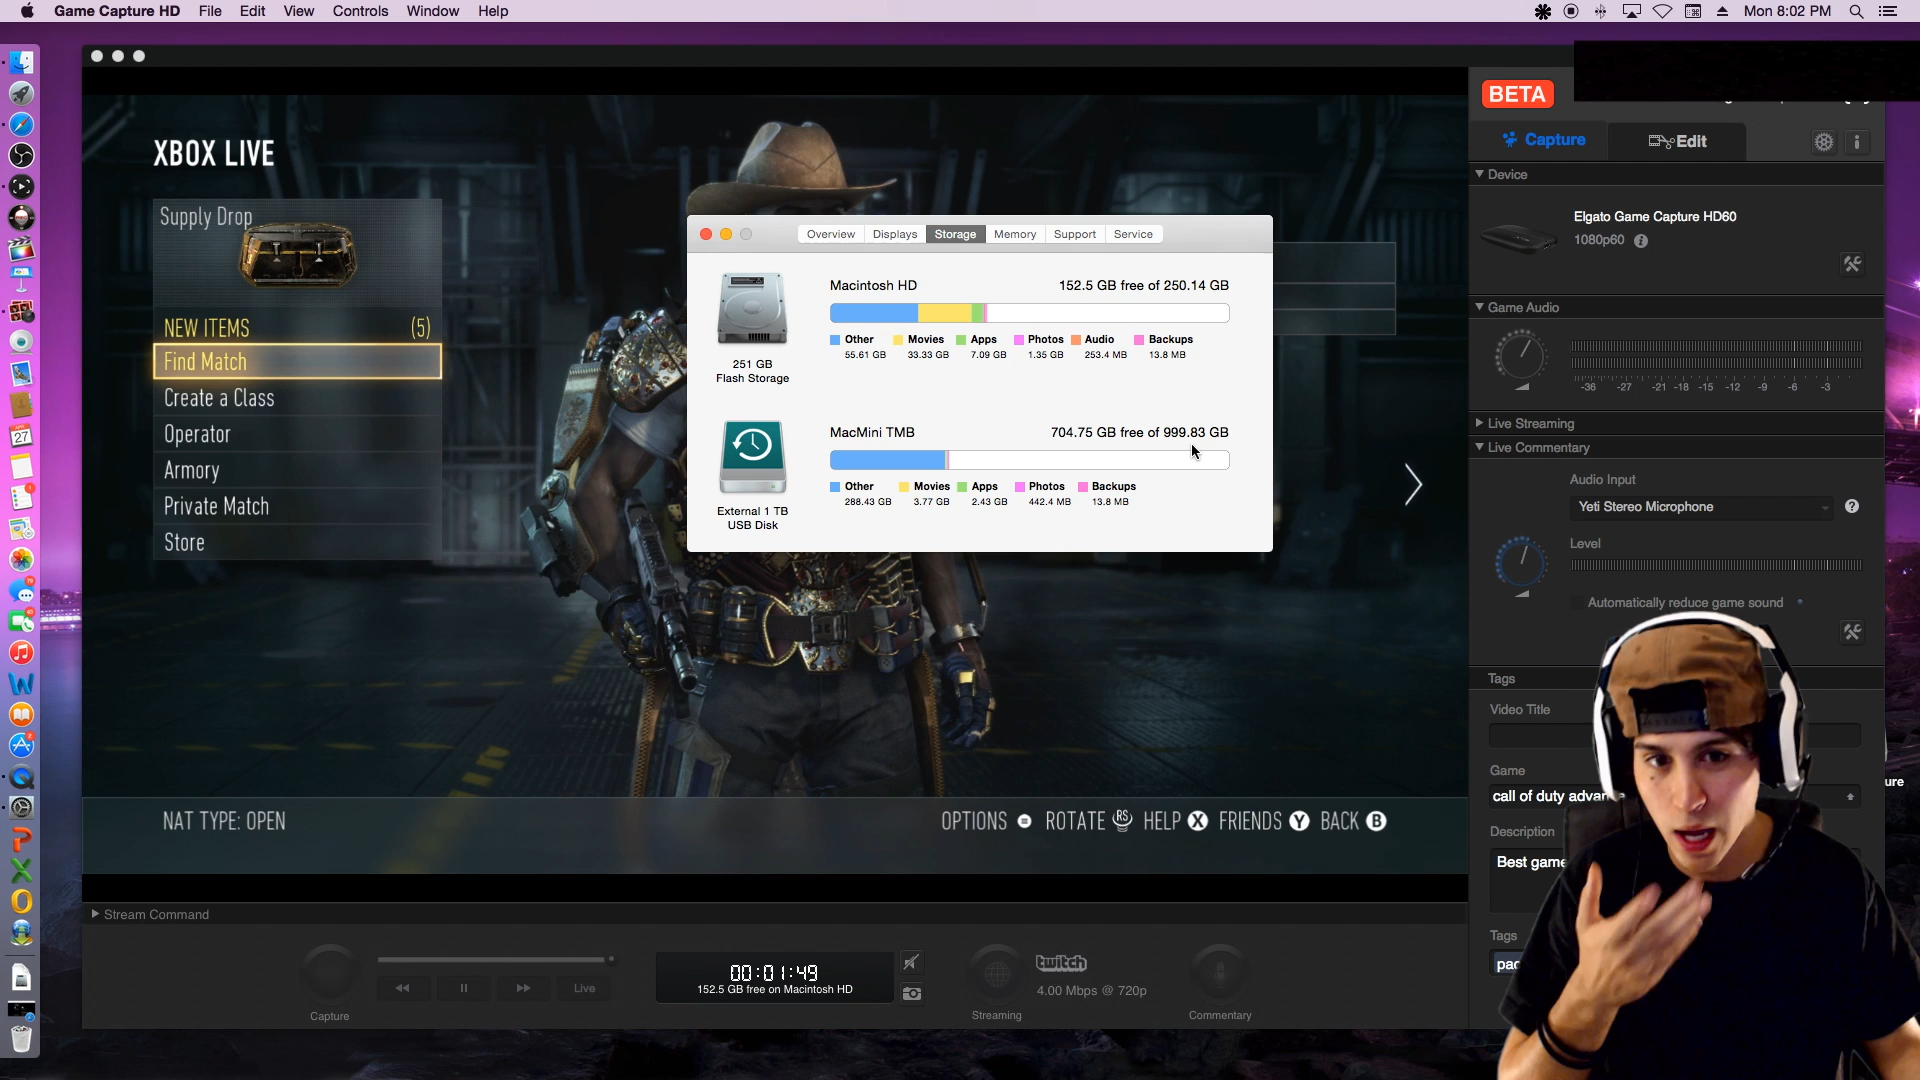 Game Capture HD File Edit View Controls Window Help
Mon 8:02 PM
BETA
Capture
Edit
Device
Elgato Game Capture HD60
1080p60
Game Audio
-36 -27 -21 -18 -15 -12 -9 -6 -3
Live Streaming
Live Commentary
Audio Input
Yeti Stereo Microphone
Level
Automatically reduce game sound
Tags
Video Title
Game
call of duty advan
Description
Best game
Tags
pac
ure
XBOX LIVE
Supply Drop
NEW ITEMS (5)
Find Match
Create a Class
Operator
Armory
Private Match
Store
NAT TYPE: OPEN
OPTIONS ROTATE RS HELP X FRIENDS Y BACK B
Overview Displays Storage Memory Support Service
Macintosh HD 152.5 GB free of 250.14 GB
Other Movies Apps Photos Audio Backups
55.61 GB 33.33 GB 7.09 GB 1.35 GB 253.4 MB 13.8 MB
251 GB
Flash Storage
MacMini TMB 704.75 GB free of 999.83 GB
Other Movies Apps Photos Backups
288.43 GB 3.77 GB 2.43 GB 442.4 MB 13.8 MB
External 1 TB
USB Disk
Stream Command
Capture
Live
00:01:49
152.5 GB free on Macintosh HD
twitch
4.00 Mbps @ 720p
Streaming
Commentary